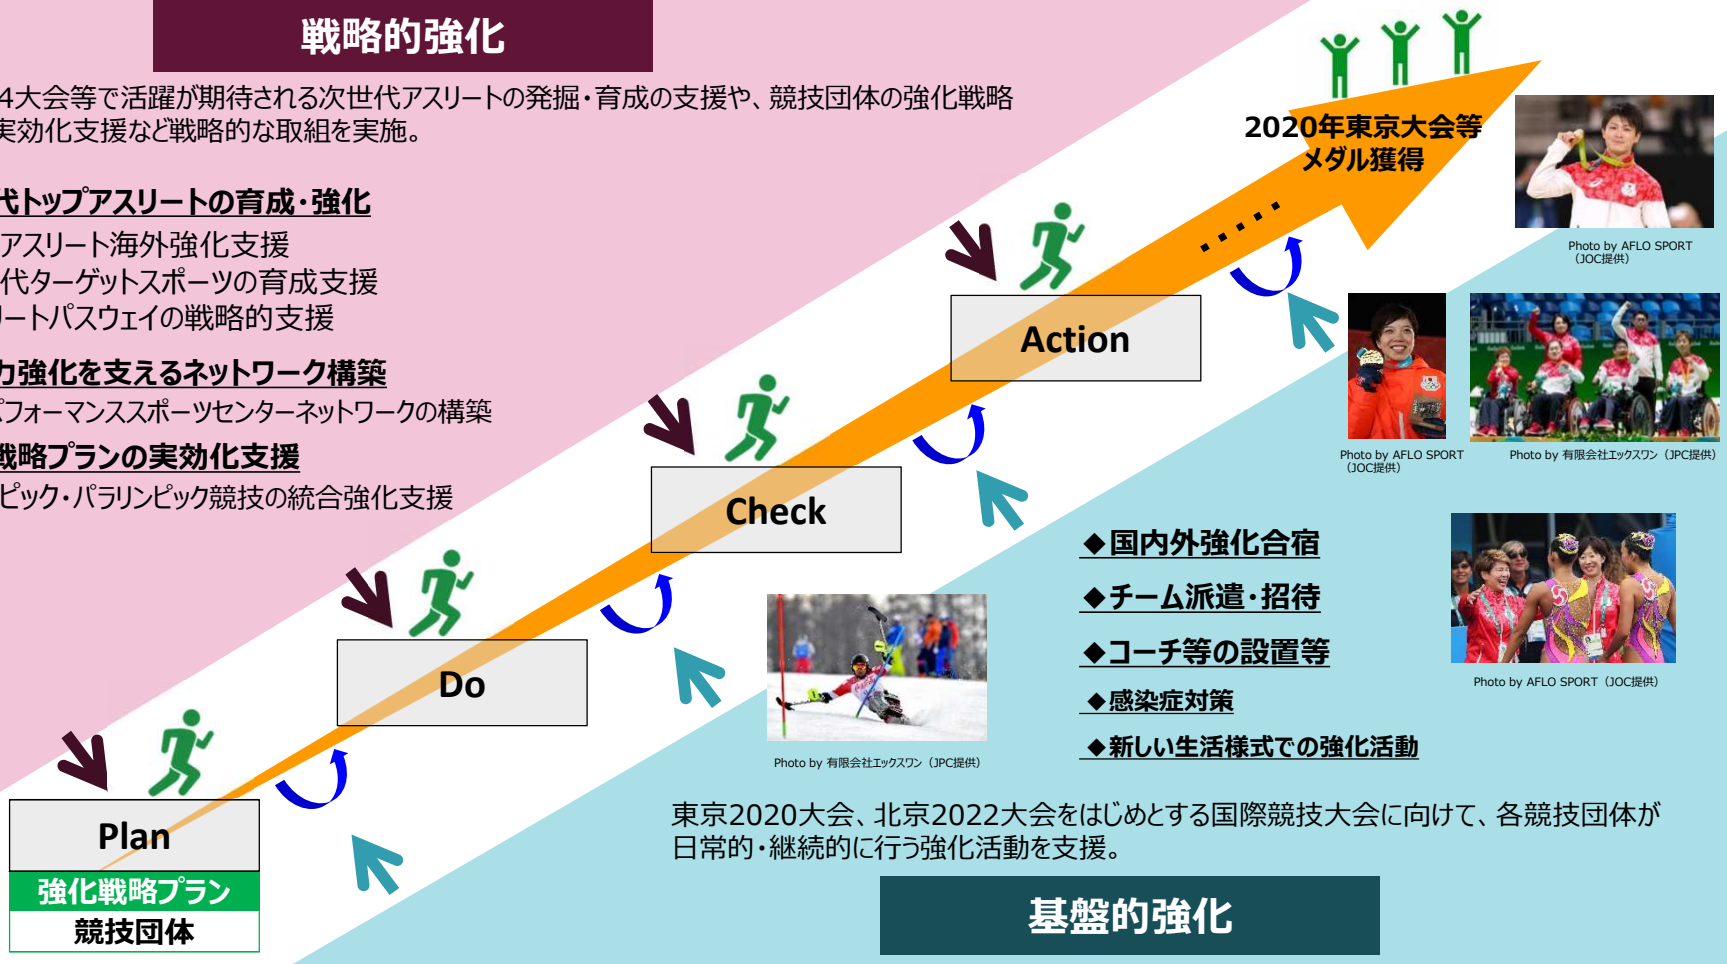 戦略的強化
4大会等で活躍が期待される次世代アスリートの発掘・育成の支援や、競技団体の強化戦略
実効化支援など戦略的な取組を実施。
代トップアスリートの育成・強化
アスリート海外強化支援
代ターゲットスポーツの育成支援
リートパスウェイの戦略的支援
力強化を支えるネットワーク構築
パフォーマンススポーツセンターネットワークの構築
戦略プランの実効化支援
ピック・パラリンピック競技の統合強化支援
2020年東京大会等
メダル獲得
Photo by AFLO SPORT
（JOC提供）
Action
Photo by AFLO SPORT
（JOC提供）
Photo by 有限会社エックスワン（JPC提供）
Check
◆国内外強化合宿
◆チーム派遣・招待
◆コーチ等の設置等
◆感染症対策
◆新しい生活様式での強化活動
Photo by AFLO SPORT（JOC提供）
Do
Photo by 有限会社エックスワン（JPC提供）
Plan
強化戦略プラン
競技団体
東京2020大会、北京2022大会をはじめとする国際競技大会に向けて、各競技団体が
日常的・継続的に行う強化活動を支援。
基盤的強化